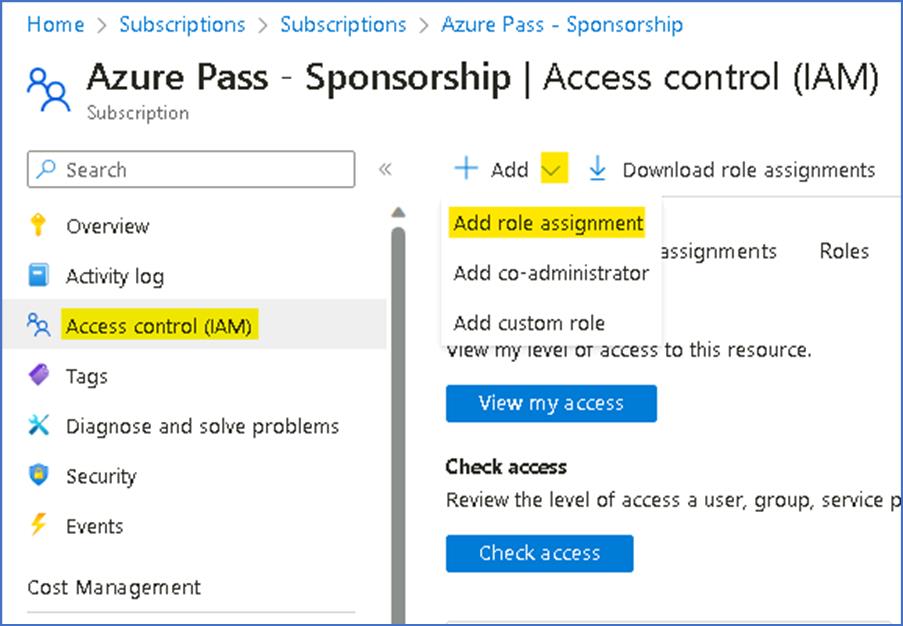 Home > Subscriptions > Subscriptions > Azure Pass - Sponsorship
Azure Pass - Sponsorship | Access control (IAM)
Subscription
Search
«
+ Add
Download role assignments
Overview
Activity log
Access control (IAM)
Tags
Diagnose and solve problems
Security
Events
Cost Management
Add role assignment
Add co-administrator
Add custom role
assignments
Roles
View my level of access to this resource.
View my access
Check access
Review the level of access a user, group, service p
Check access